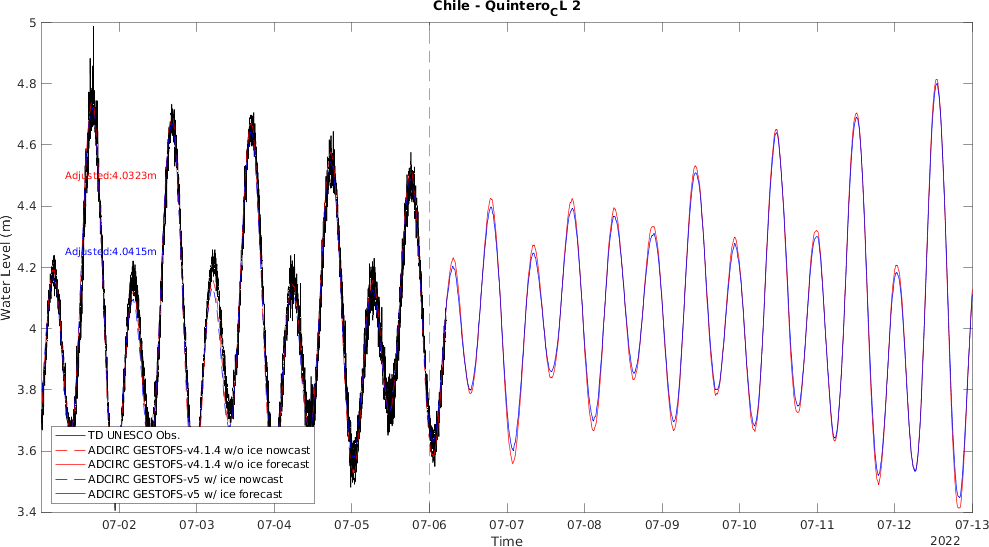 Chile - Quintero_CL 2
5
4.8
4.6
4.4
4.2
4
3.8
3.6
3.4
Water Level (m)
Adjusted:4.0323m
Adjusted:4.0415m
TD UNESCO Obs.
ADCIRC GESTOFS-v4.1.4 w/o ice nowcast
ADCIRC GESTOFS-v4.1.4 w/o ice forecast
ADCIRC GESTOFS-v5 w/ ice nowcast
ADCIRC GESTOFS-v5 w/ ice forecast
07-02 07-03 07-04 07-05 07-06 07-07 07-08 07-09 07-10 07-11 07-12 07-13
Time
2022